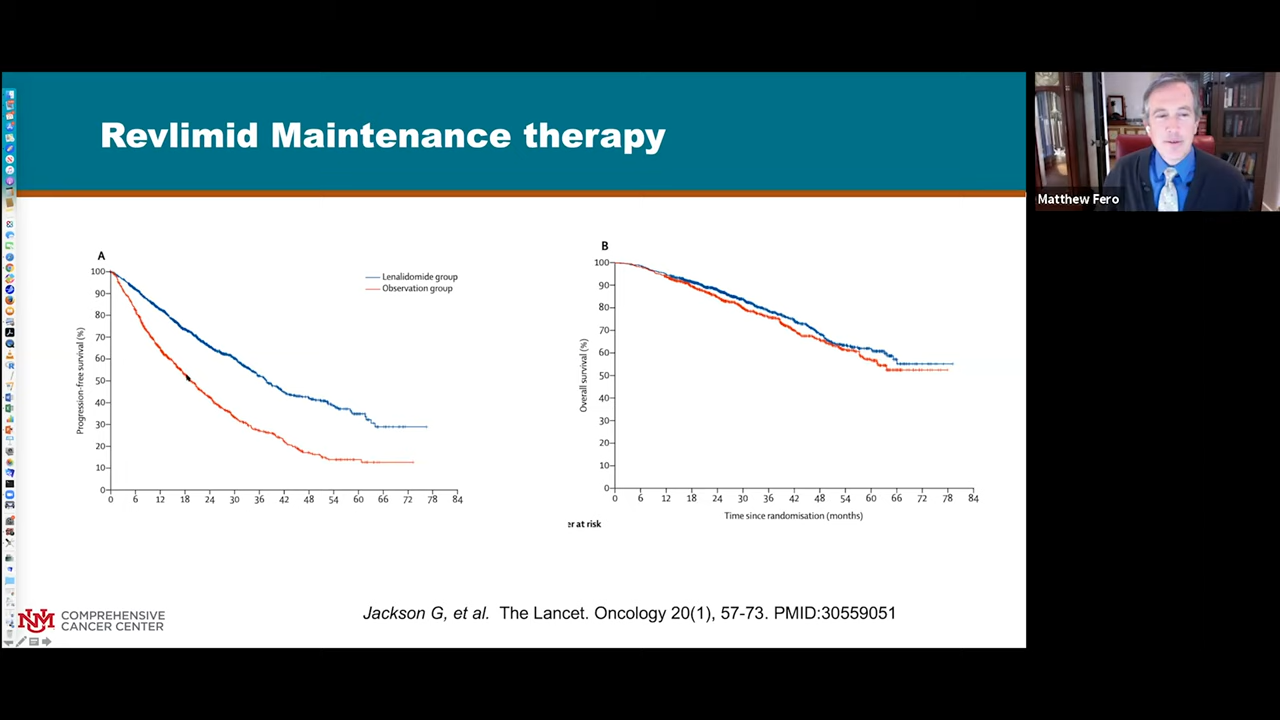 Revlimid Maintenance therapy
Matthew Fero
A
100
90
80
70
60
50
40
30
20
10
0
Progression-free survival (%)
Lenalidomide group
Observation group
0 6 12 18 24 30 36 42 48 54 60 66 72 78 84
B
100
90
80
70
60
50
40
30
20
10
0
Overall survival (%)
0 6 12 18 24 30 36 42 48 54 60 66 72 78 84
Time since randomisation (months)
er at risk
Jackson G, et al. The Lancet. Oncology 20(1), 57-73. PMID:30559051
UNM COMPREHENSIVE
CANCER CENTER